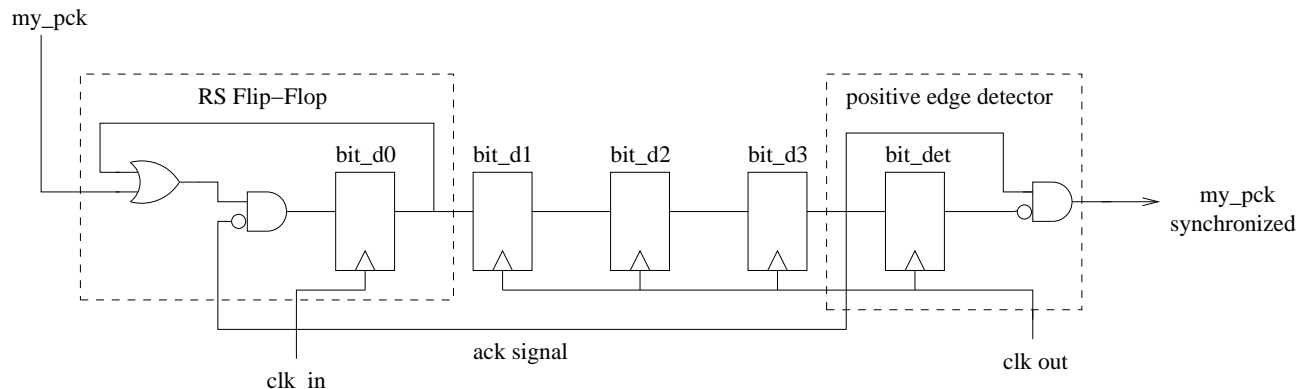 my_pck
RS Flip–Flop
positive edge detector
bit_d0
bit_d1
bit_d2
bit_d3
bit_det
my_pck
synchronized
ack signal
clk_in
clk out